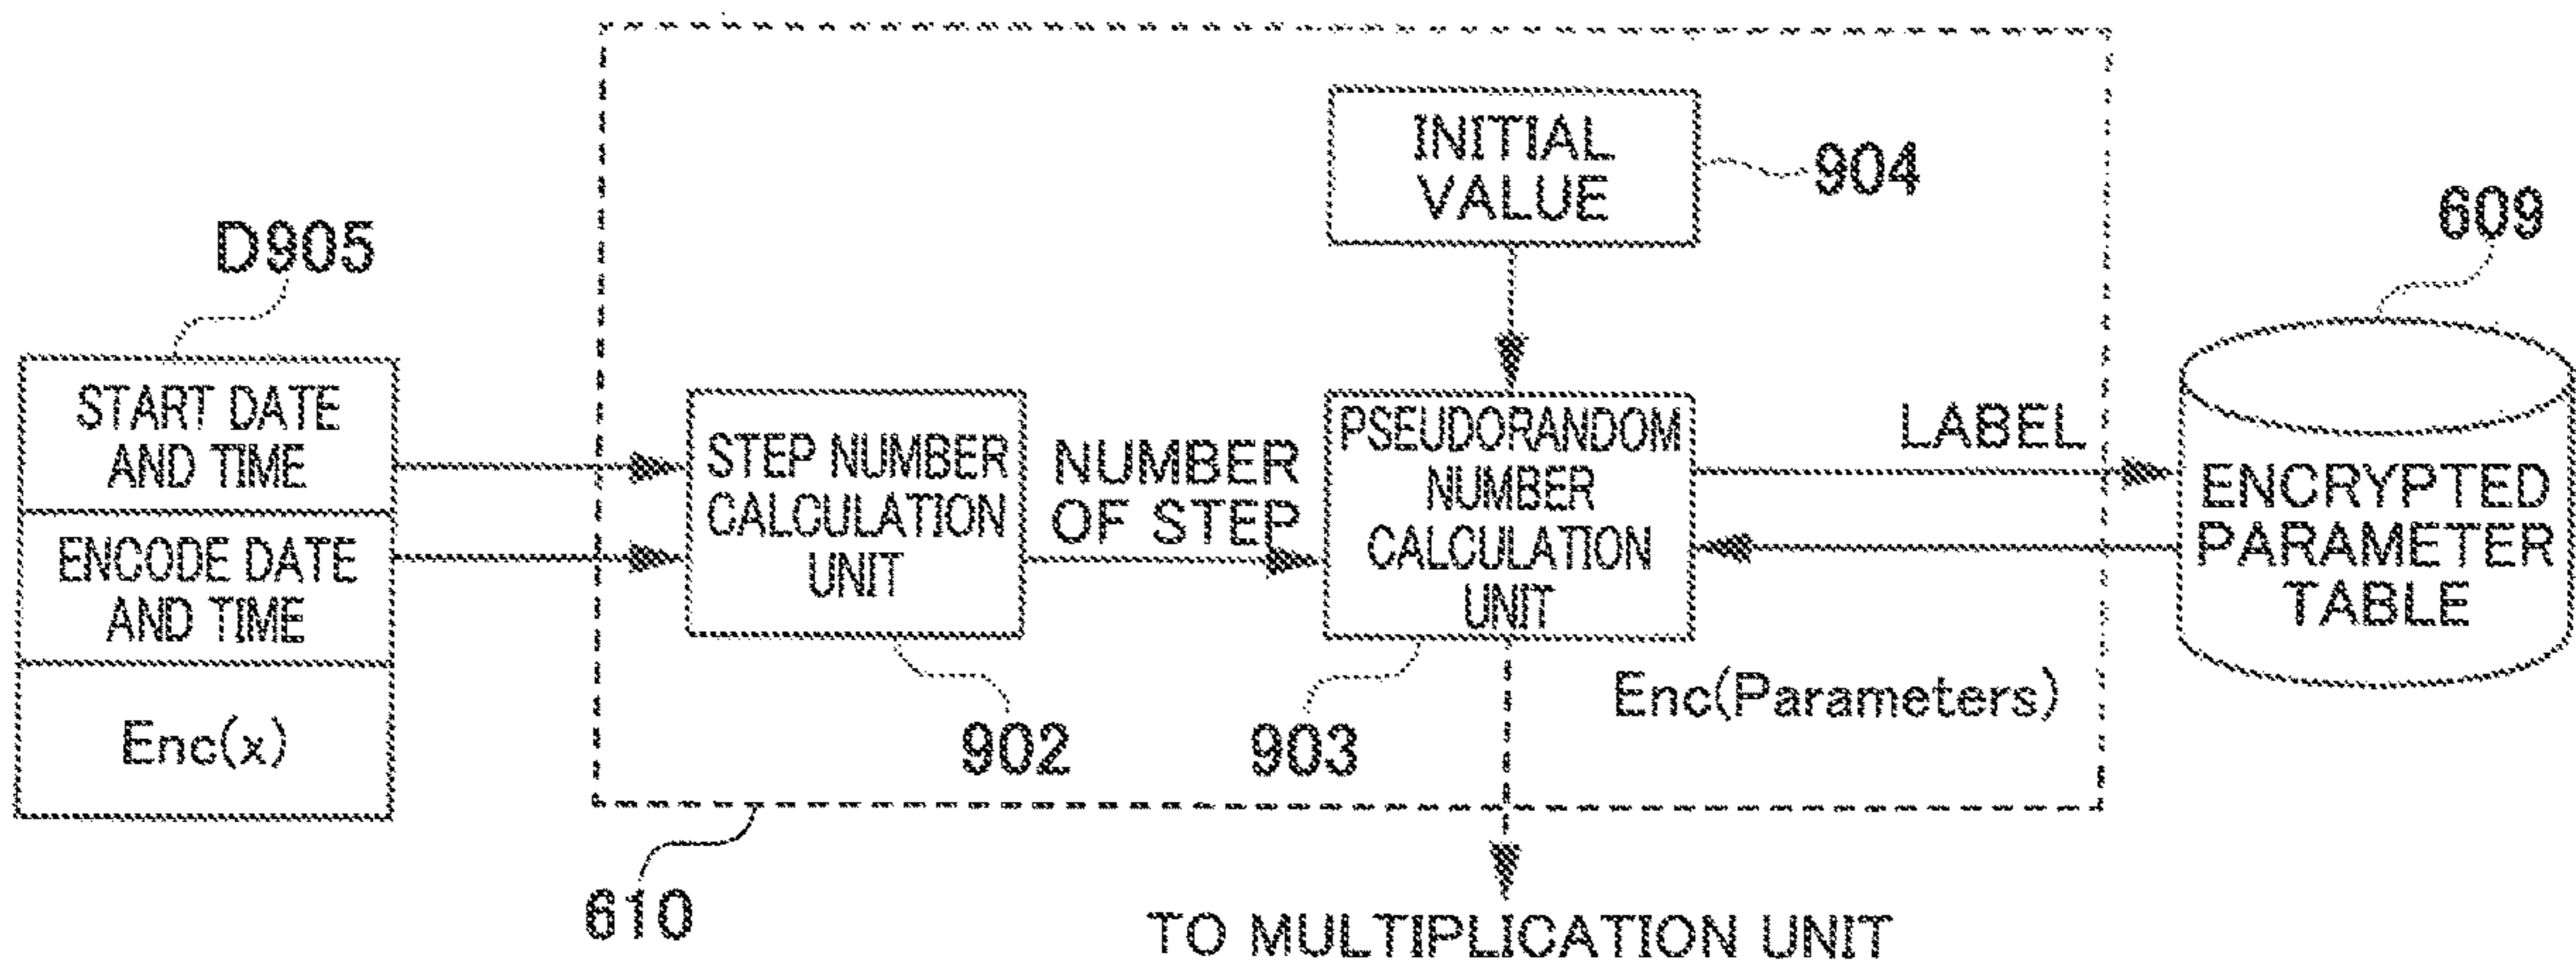 INITIAL
VALUE
904
609
D905
START DATE
AND TIME
ENCODE DATE
AND TIME
Enc(x)
STEP NUMBER
CALCULATION
UNIT
902
NUMBER
OF STEP
PSEUDORANDOM
NUMBER
CALCULATION
UNIT
903
LABEL
Enc(Parameters)
ENCRYPTED
PARAMETER
TABLE
610
TO MULTIPLICATION UNIT